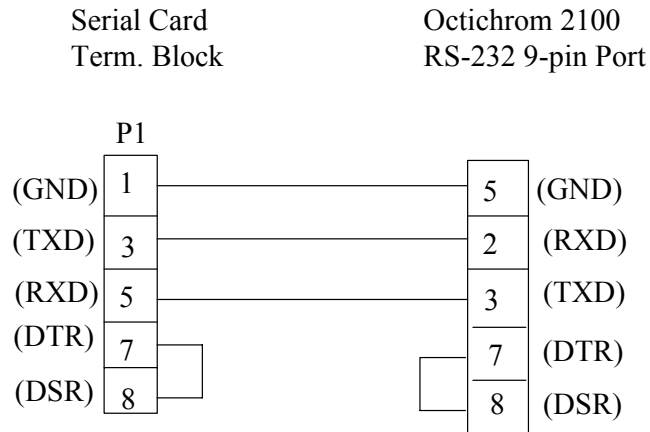 Serial Card Octichrom 2100
Term. Block RS-232 9-pin Port
P1
(GND) 1 5 (GND)
(TXD) 3 2 (RXD)
(RXD) 5 3 (TXD)
(DTR) 7 7 (DTR)
(DSR) 8 8 (DSR)